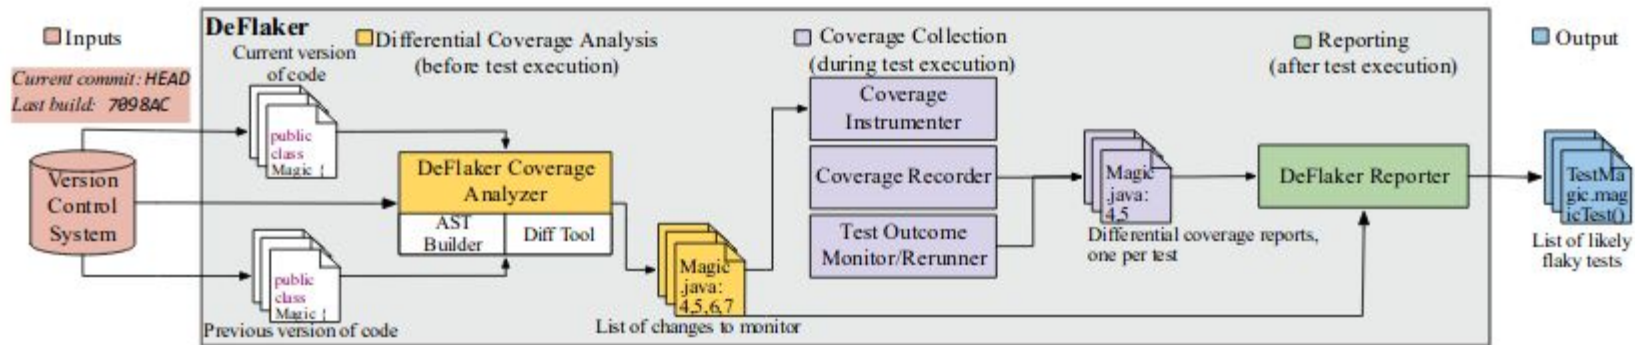 DeFlaker
Inputs
Current commit: HEAD
Last build: 7098AC
Version
Control
System
Current version
of code
public
class
Magic {
public
class
Magic {
Previous version of code
Differential Coverage Analysis
(before test execution)
DeFlaker Coverage
Analyzer
AST
Builder
Diff Tool
Magic
.java:
4,5,6,7
List of changes to monitor
Coverage Collection
(during test execution)
Coverage
Instrumenter
Coverage Recorder
Test Outcome
Monitor/Rerunner
Magic
.java:
4,5
Differential coverage reports,
one per test
Reporting
(after test execution)
DeFlaker Reporter
Output
TestMa
gic.mag
icTest()
List of likely
flaky tests